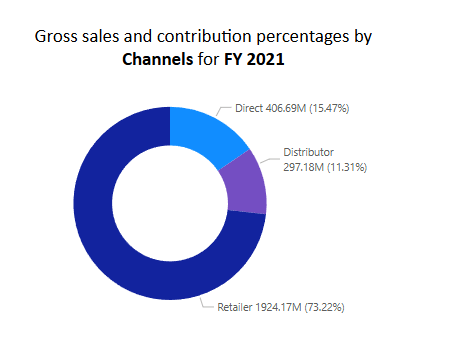 Gross sales and contribution percentages by
Channels for FY 2021
Direct 406.69M (15.47%)
Distributor
297.18M (11.31%)
Retailer 1924.17M (73.22%)